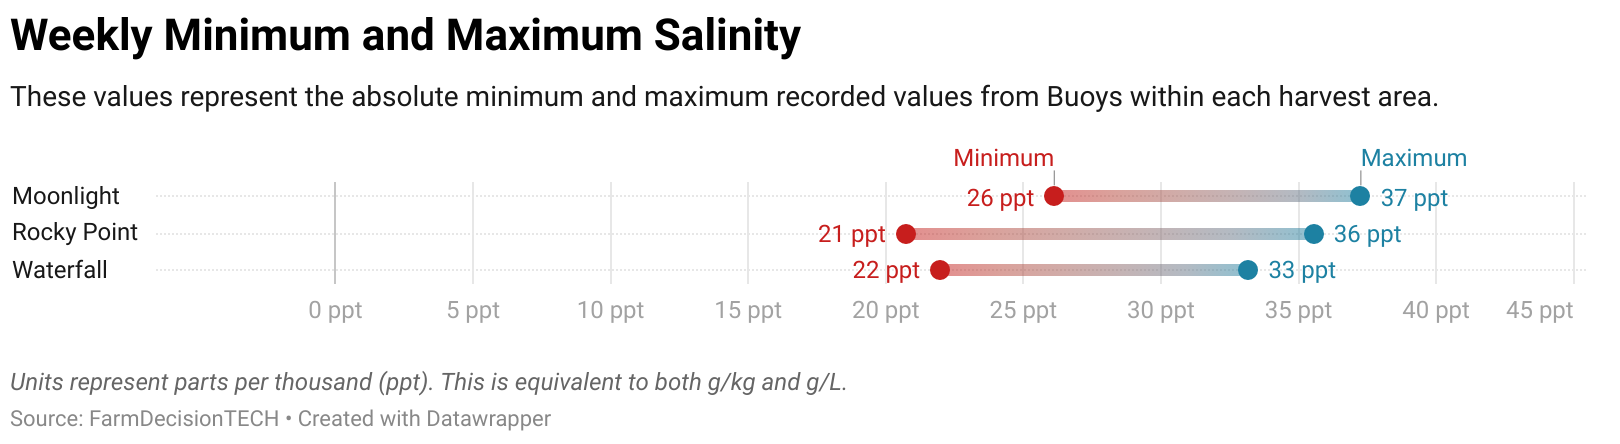 Weekly Minimum and Maximum Salinity
These values represent the absolute minimum and maximum recorded values from Buoys within each harvest area.
Minimum Maximum
Moonlight 26 ppt 37 ppt
Rocky Point 21 ppt 36 ppt
Waterfall 22 ppt 33 ppt
0 ppt 5 ppt 10 ppt 15 ppt 20 ppt 25 ppt 30 ppt 35 ppt 40 ppt 45 ppt
Units represent parts per thousand (ppt). This is equivalent to both g/kg and g/L.
Source: FarmDecisionTECH • Created with Datawrapper